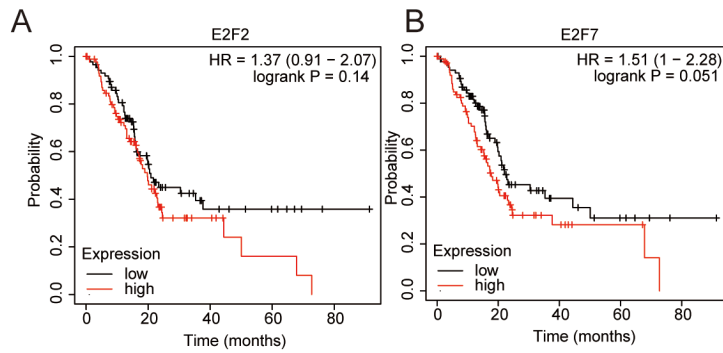 A
E2F2
HR = 1.37 (0.91 − 2.07)
logrank P = 0.14
Probability
1.0
0.8
0.6
0.4
0.2
0.0
Expression
low
high
0 20 40 60 80
Time (months)
B
E2F7
HR = 1.51 (1 − 2.28)
logrank P = 0.051
Probability
1.0
0.8
0.6
0.4
0.2
0.0
Expression
low
high
0 20 40 60 80
Time (months)